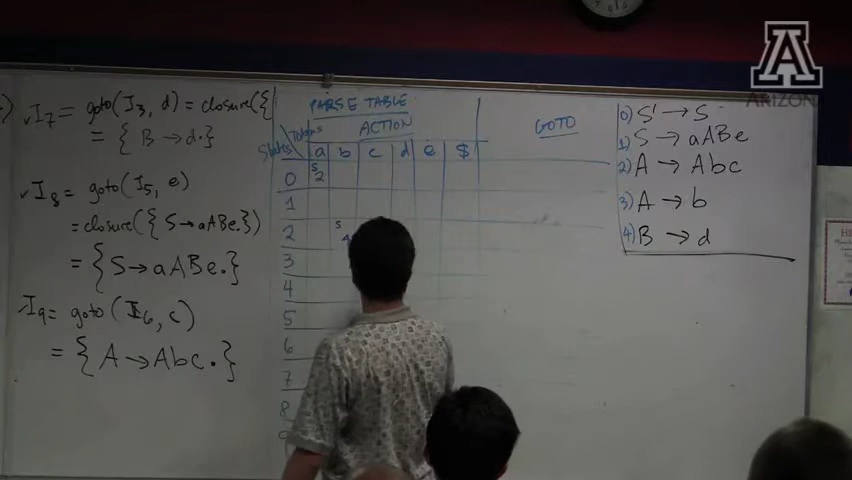 I7 = goto(I3, d) = closure({
= { B → d.}
I8 = goto(I5, e)
= closure({ S → aABe.})
= { S → aABe.}
I9 = goto(I6, c)
= { A → Abc.}
PARSE TABLE
Tokens ACTION GOTO
States a b c d e $
0 S2
1
2 S4
3
4
5
6
7
8
9
0) S' → S
1) S → aABe
2) A → Abc
3) A → b
4) B → d
A
ARIZON